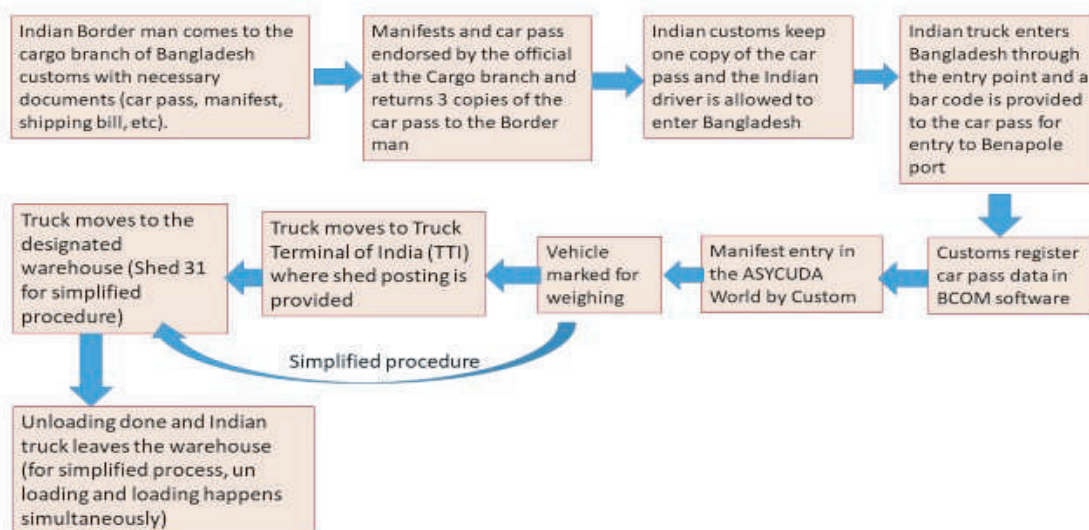 Indian Border man comes to the
cargo branch of Bangladesh
customs with necessary
documents (car pass, manifest,
shipping bill, etc).
Manifests and car pass
endorsed by the official
at the Cargo branch and
returns 3 copies of the
car pass to the Border
man
Indian customs keep
one copy of the car
pass and the Indian
driver is allowed to
enter Bangladesh
Indian truck enters
Bangladesh through
the entry point and a
bar code is provided
to the car pass for
entry to Benapole
port
Customs register
car pass data in
BCOM software
Manifest entry in
the ASYCUDA
World by Custom
Vehicle
marked for
weighing
Truck moves to Truck
Terminal of India (TTI)
where shed posting is
provided
Truck moves to the
designated
warehouse (Shed 31
for simplified
procedure)
Simplified procedure
Unloading done and Indian
truck leaves the warehouse
(for simplified process, un
loading and loading happens
simultaneously)